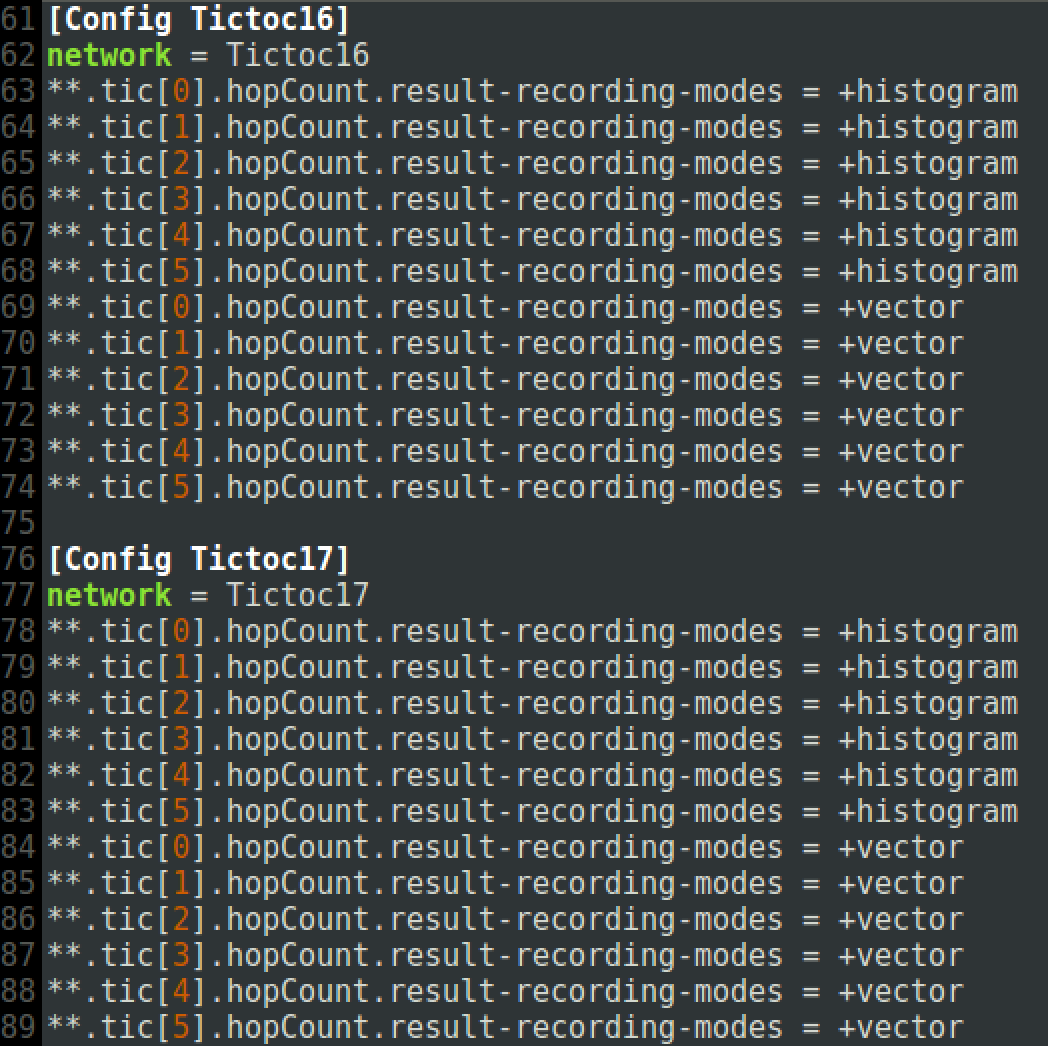 61 [Config Tictoc16]
62 network = Tictoc16
63 **.tic[0].hopCount.result-recording-modes = +histogram
64 **.tic[1].hopCount.result-recording-modes = +histogram
65 **.tic[2].hopCount.result-recording-modes = +histogram
66 **.tic[3].hopCount.result-recording-modes = +histogram
67 **.tic[4].hopCount.result-recording-modes = +histogram
68 **.tic[5].hopCount.result-recording-modes = +histogram
69 **.tic[0].hopCount.result-recording-modes = +vector
70 **.tic[1].hopCount.result-recording-modes = +vector
71 **.tic[2].hopCount.result-recording-modes = +vector
72 **.tic[3].hopCount.result-recording-modes = +vector
73 **.tic[4].hopCount.result-recording-modes = +vector
74 **.tic[5].hopCount.result-recording-modes = +vector
75
76 [Config Tictoc17]
77 network = Tictoc17
78 **.tic[0].hopCount.result-recording-modes = +histogram
79 **.tic[1].hopCount.result-recording-modes = +histogram
80 **.tic[2].hopCount.result-recording-modes = +histogram
81 **.tic[3].hopCount.result-recording-modes = +histogram
82 **.tic[4].hopCount.result-recording-modes = +histogram
83 **.tic[5].hopCount.result-recording-modes = +histogram
84 **.tic[0].hopCount.result-recording-modes = +vector
85 **.tic[1].hopCount.result-recording-modes = +vector
86 **.tic[2].hopCount.result-recording-modes = +vector
87 **.tic[3].hopCount.result-recording-modes = +vector
88 **.tic[4].hopCount.result-recording-modes = +vector
89 **.tic[5].hopCount.result-recording-modes = +vector